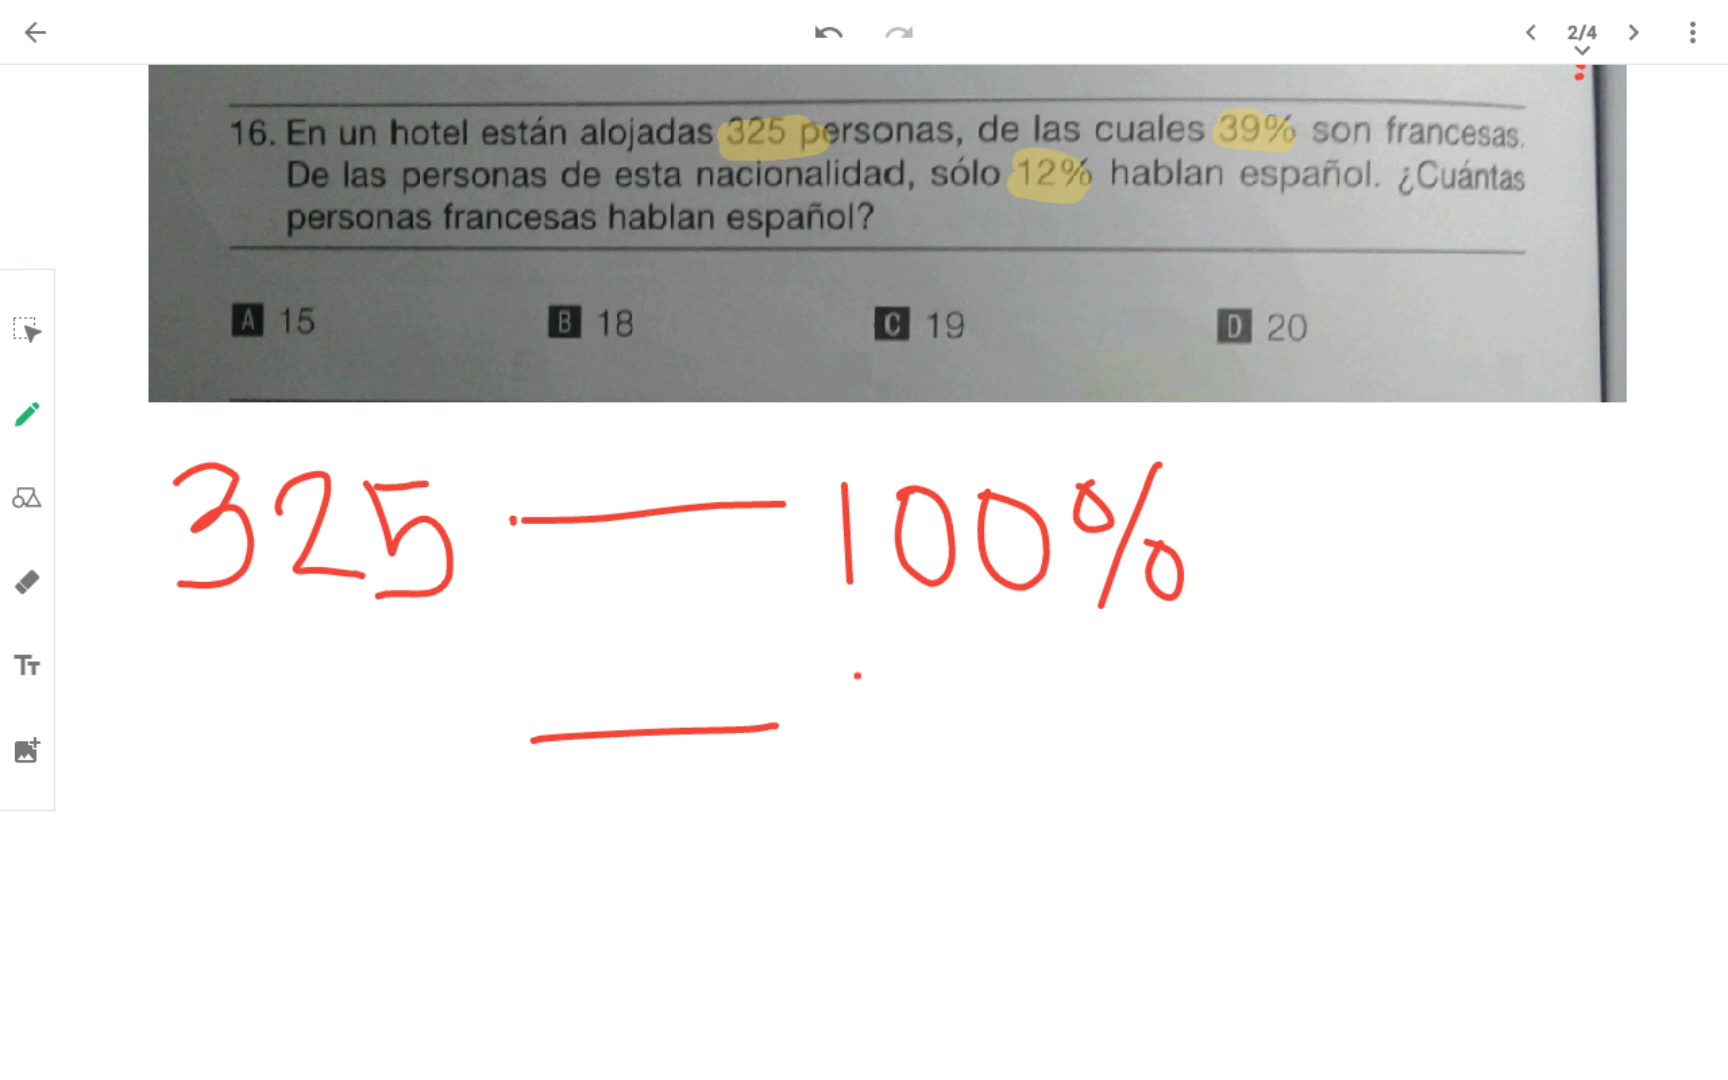 2/4
16. En un hotel están alojadas 325 personas, de las cuales 39% son francesas.
De las personas de esta nacionalidad, sólo 12% hablan español. ¿Cuántas
personas francesas hablan español?
A 15 B 18 C 19 D 20
325 — 100%
—
Tт